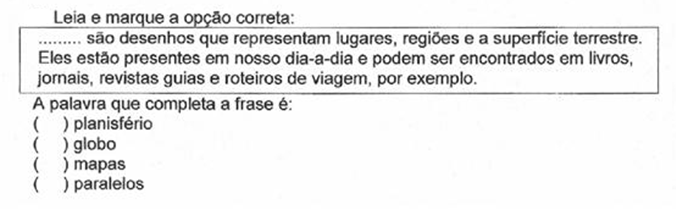 Leia e marque a opção correta:
......... são desenhos que representam lugares, regiões e a superfície terrestre.
Eles estão presentes em nosso dia-a-dia e podem ser encontrados em livros,
jornais, revistas guias e roteiros de viagem, por exemplo.
A palavra que completa a frase é:
( ) planisfério
( ) globo
( ) mapas
( ) paralelos